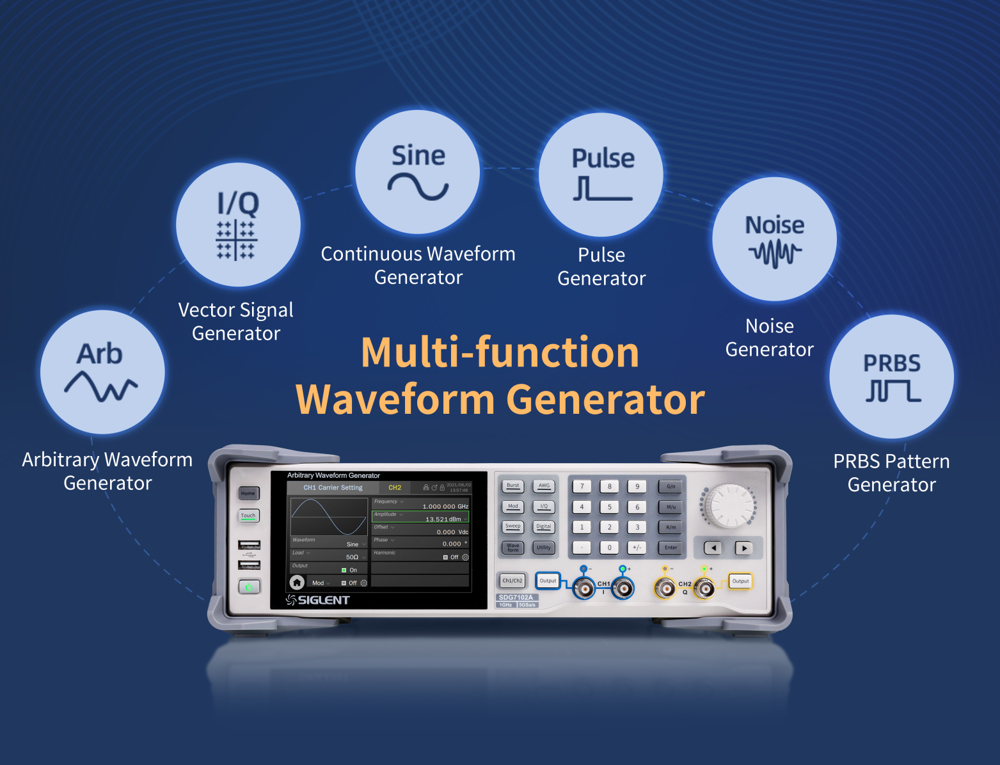 Sine
Pulse
I/Q
Noise
Continuous Waveform
Generator
Pulse
Generator
Vector Signal
Generator
Noise
Generator
Arb
PRBS
Multi-function
Waveform Generator
Arbitrary Waveform
Generator
PRBS Pattern
Generator
Arbitrary Waveform Generator
CH1 Carrier Setting
CH2
2021/06/02
13:57:48
Frequency
1.000 000 GHz
Amplitude
13.521 dBm
Offset
0.000 Vdc
Waveform
Sine
Phase
0.000 °
Load
50Ω
Harmonic
Off
Output
On
Mod
Off
SIGLENT
Home
Touch
Burst AWG
Mod I/Q
Sweep Digital
Wave
form
Utility
7 8 9 G/n
4 5 6 M/u
1 2 3 K/m
. 0 +/- Enter
Ch1/Ch2
Output
- +
CH1
I
- +
CH2
Q
Output
SDG7102A
1GHz 5GSa/s